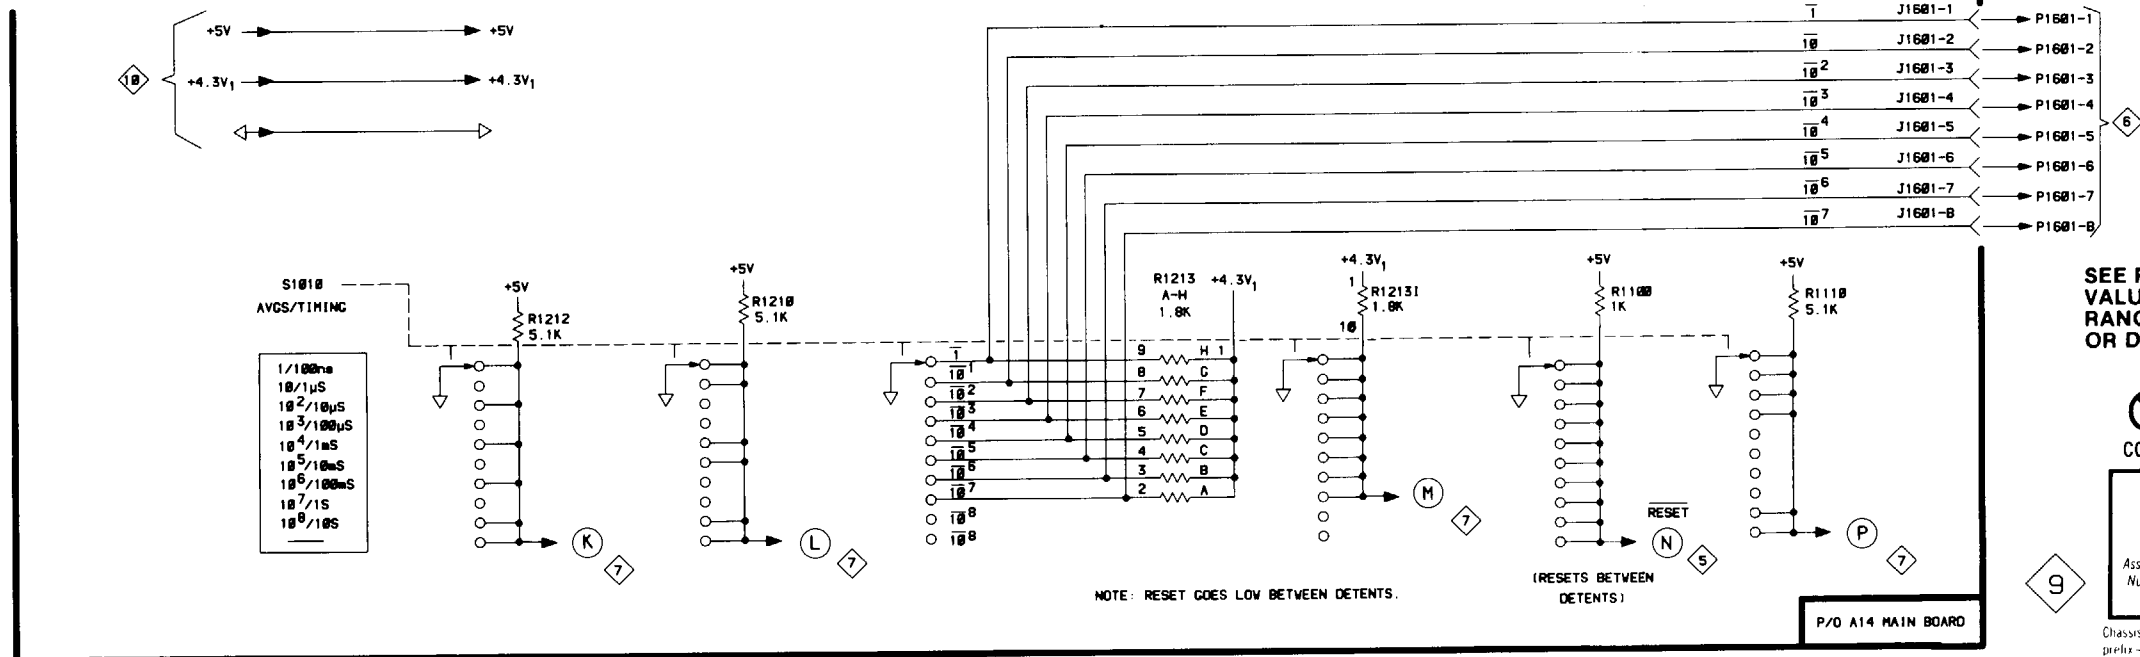 +5V +5V
10
+4.3V1 +4.3V1
1 J1601-1 P1601-1
10 J1601-2 P1601-2
10 2 J1601-3 P1601-3
10 3 J1601-4 P1601-4
10 4 J1601-5 P1601-5
10 5 J1601-6 P1601-6
10 6 J1601-7 P1601-7
10 7 J1601-8 P1601-8
6
S1010
AVGS/TIMING
+5V
R1212
5.1K
+5V
R1210
5.1K
R1213
A-H
1.8K
+4.3V1
+4.3V1
1
R1213I
1.8K
10
+5V
R1100
1K
+5V
R1110
5.1K
1/100ns
10/1µS
10 2/10µS
10 3/100µS
10 4/1mS
10 5/10mS
10 6/100mS
10 7/1S
10 8/10S
1 9 H 1
10 1 8 G
10 2 7 F
10 3 6 E
10 4 5 D
10 5 4 C
10 6 3 B
10 7 2 A
10 8
10 8
K
7
L
7
M
7
RESET
N
5
(RESETS BETWEEN
DETENTS)
P
7
NOTE: RESET GOES LOW BETWEEN DETENTS.
P/O A14 MAIN BOARD
9
SEE
VALU
RANG
OR D
CO
Ass
Nu
Chassis
prefix -